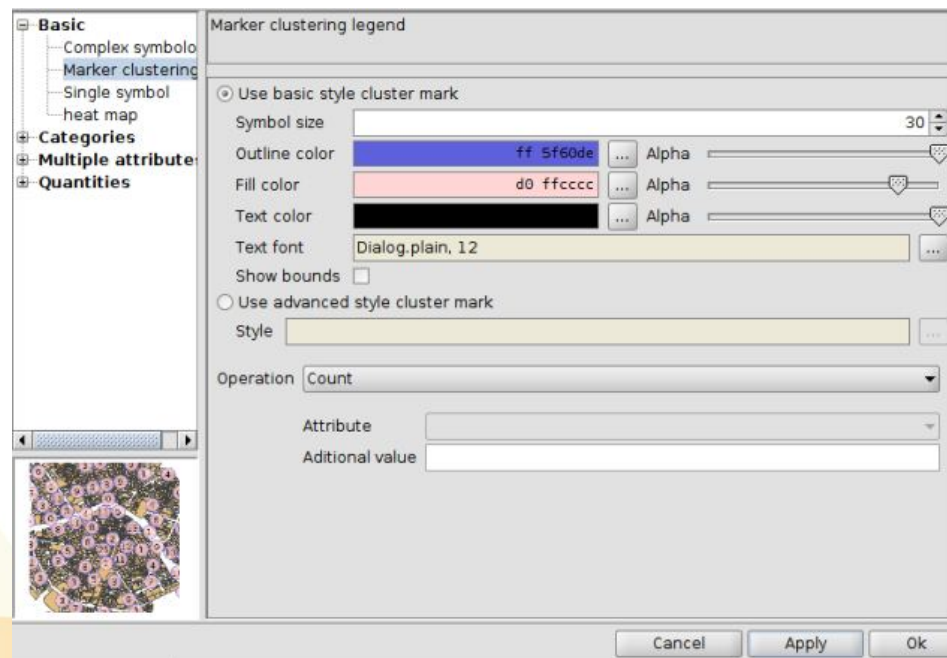 Basic
Complex symbolo
Marker clustering
Single symbol
heat map
Categories
Multiple attribute
Quantities
Marker clustering legend
Use basic style cluster mark
Symbol size 30
Outline color ff 5f60de ... Alpha
Fill color d0 ffcccc ... Alpha
Text color ... Alpha
Text font Dialog.plain, 12 ...
Show bounds
Use advanced style cluster mark
Style ...
Operation Count
Attribute
Aditional value
Cancel Apply Ok